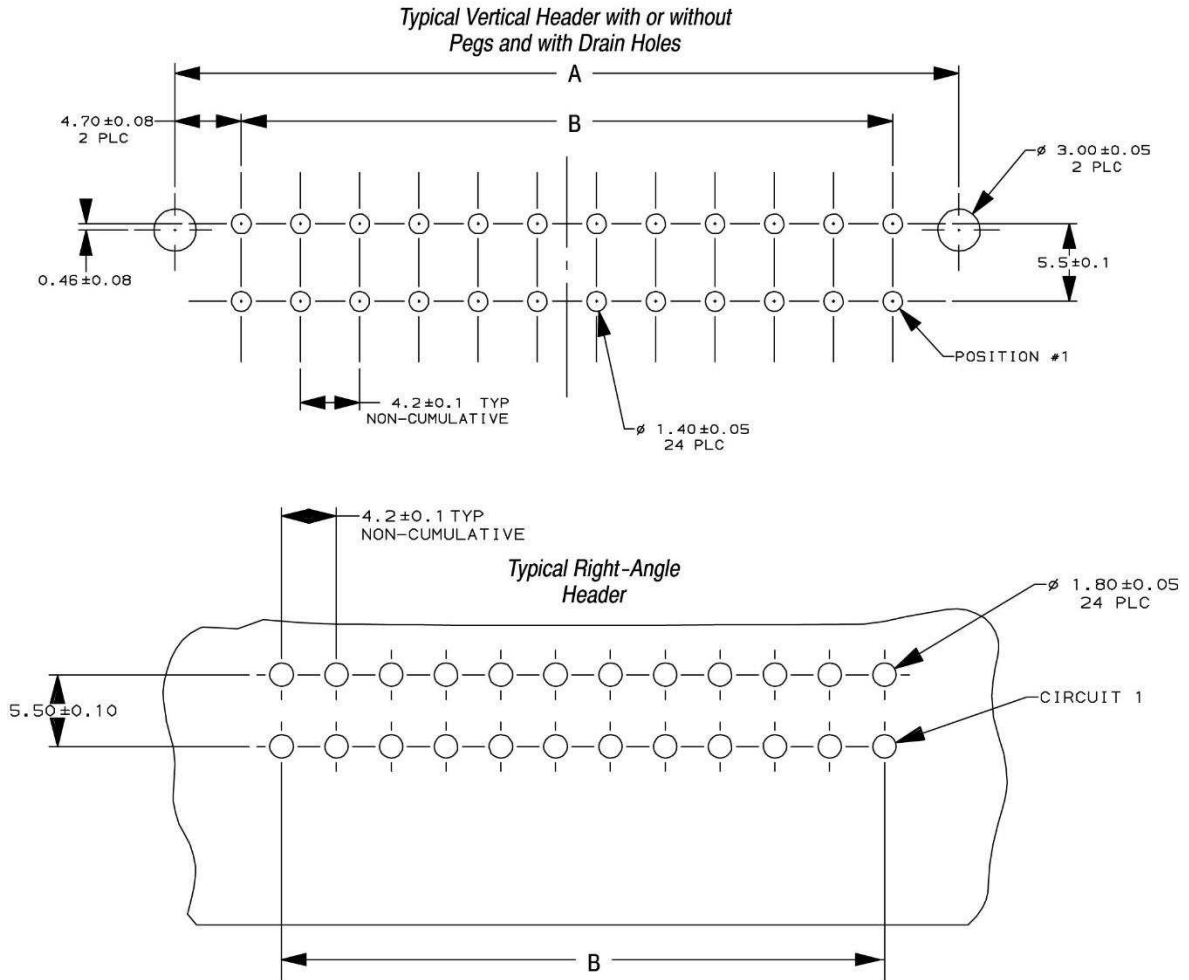 Typical Vertical Header with or without
Pegs and with Drain Holes
A
4.70±0.08
2 PLC
B
ø 3.00±0.05
2 PLC
0.46±0.08
5.5±0.1
POSITION #1
4.2±0.1 TYP
NON-CUMULATIVE
ø 1.40±0.05
24 PLC
4.2±0.1 TYP
NON-CUMULATIVE
Typical Right-Angle
Header
ø 1.80±0.05
24 PLC
5.50±0.10
CIRCUIT 1
B